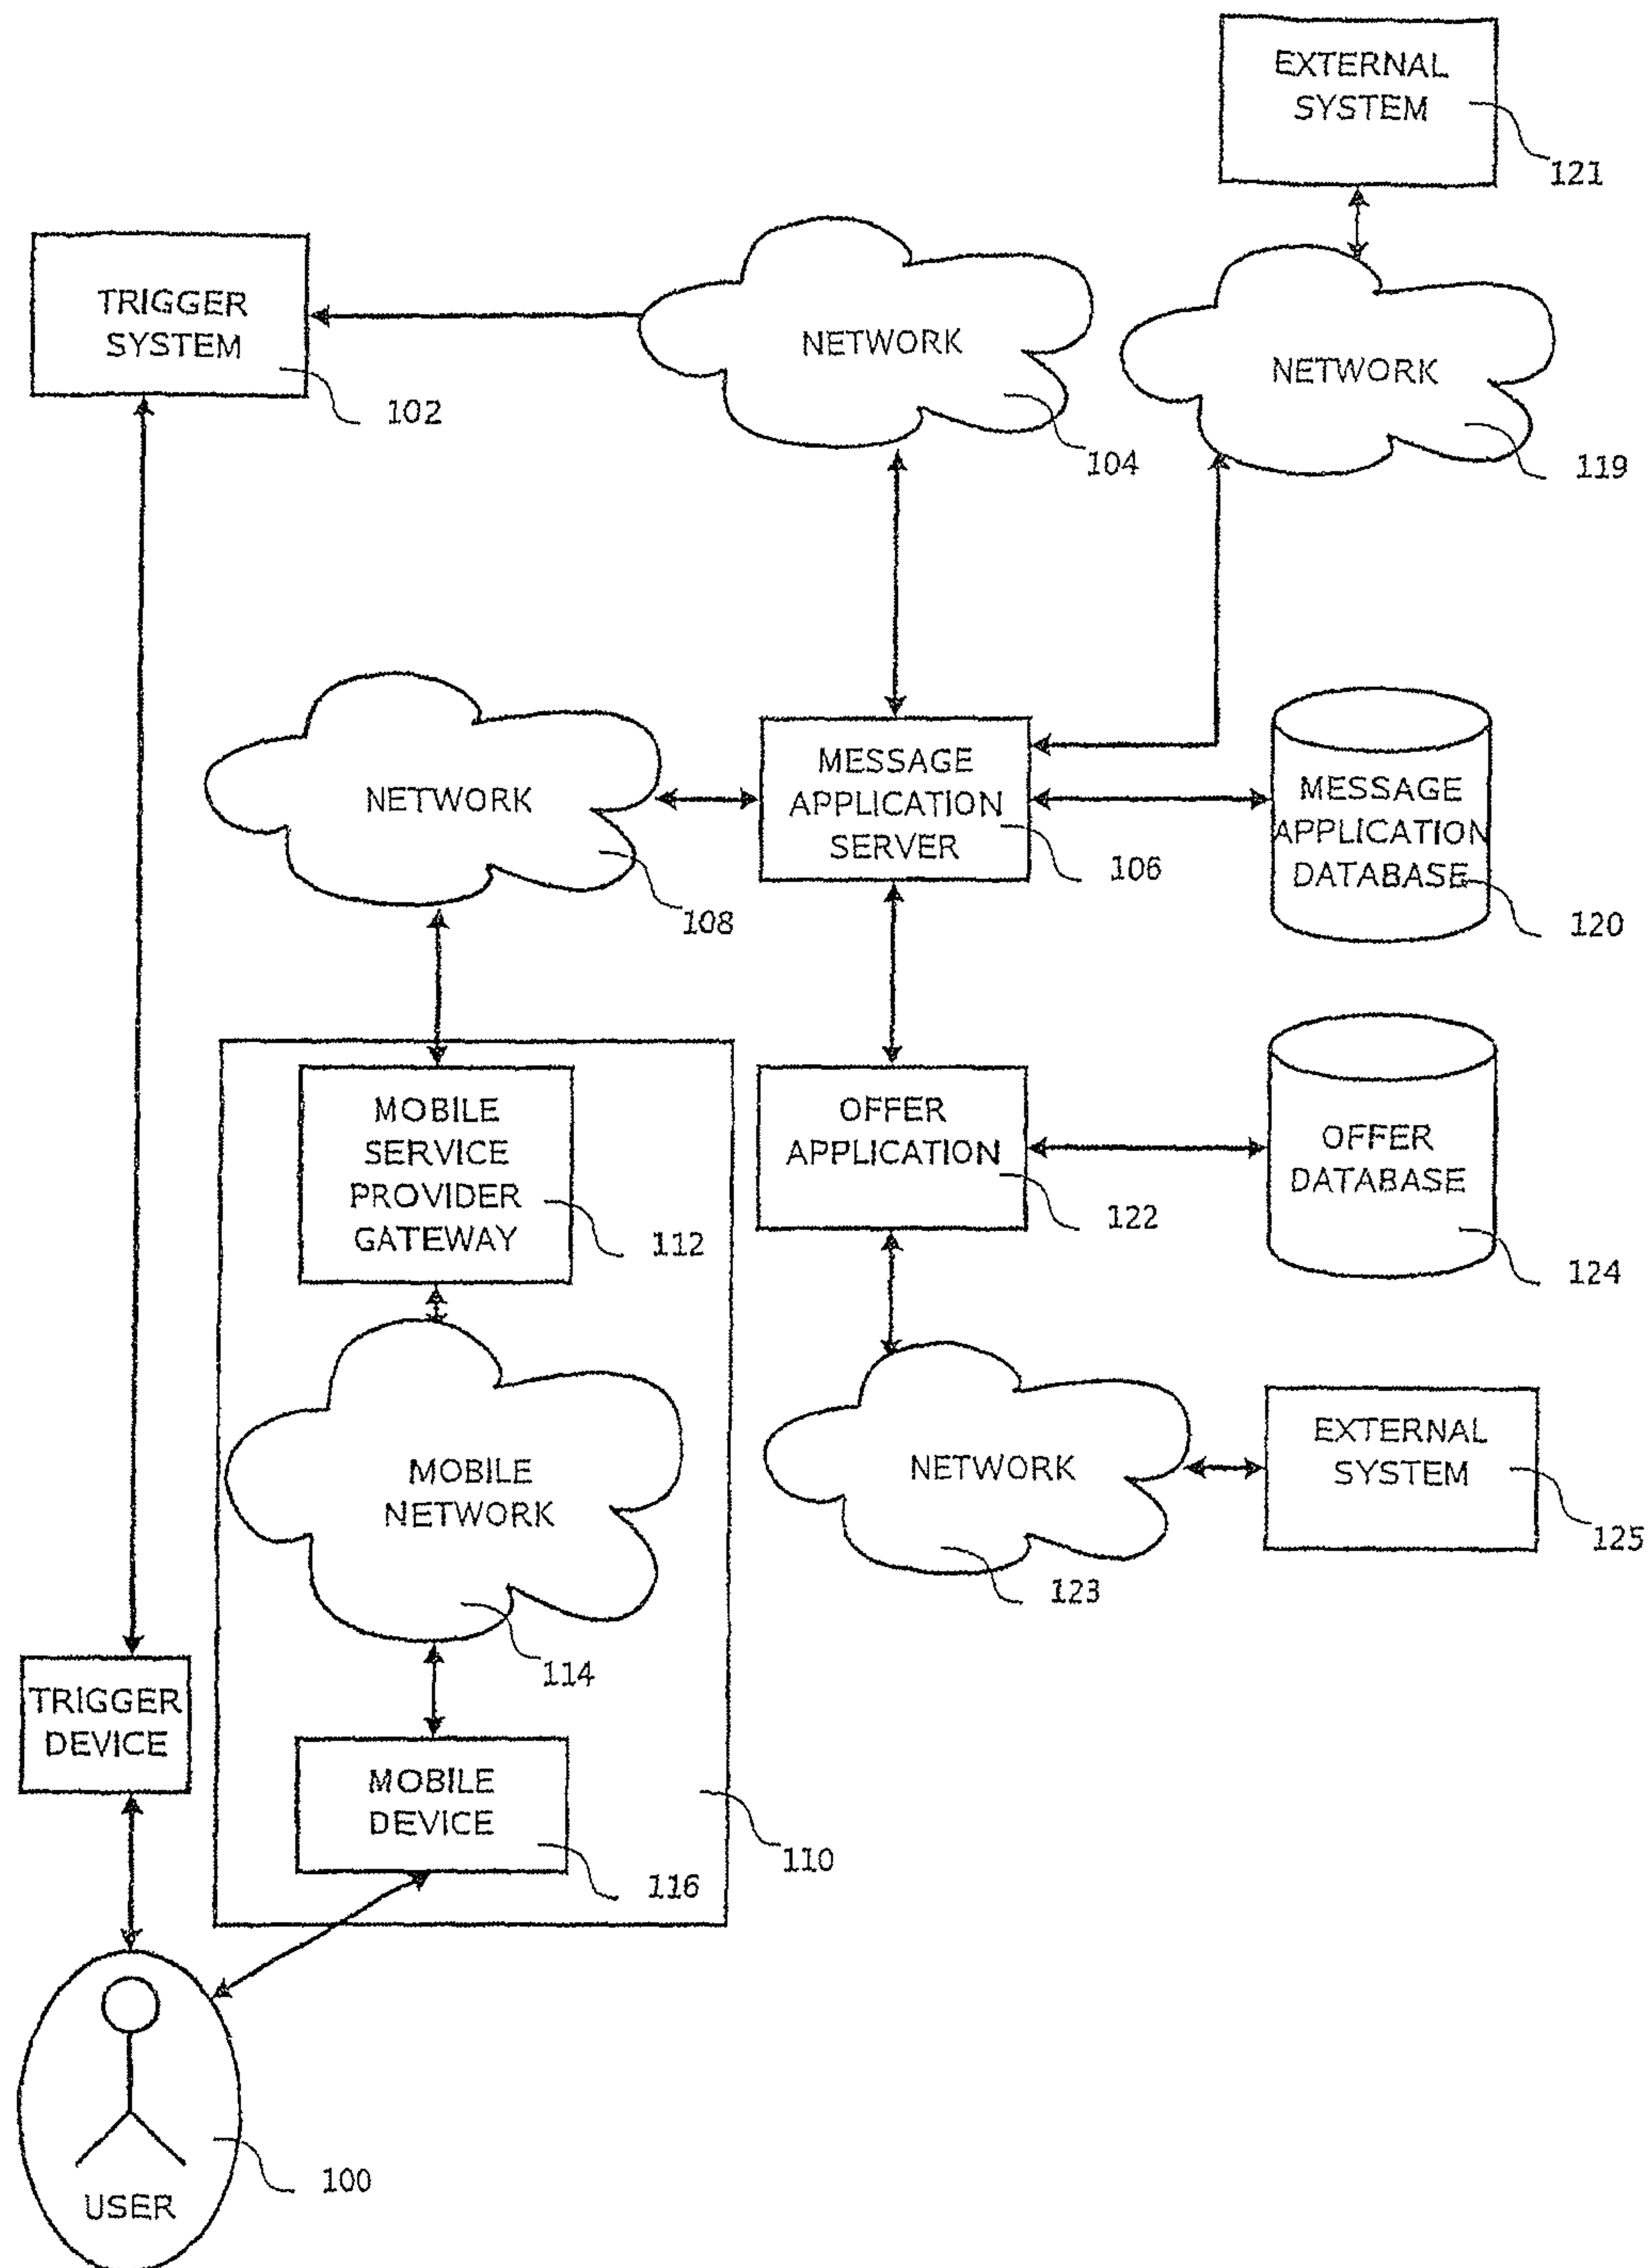 EXTERNAL
SYSTEM
121
TRIGGER
SYSTEM
102
NETWORK
104
NETWORK
119
NETWORK
108
MESSAGE
APPLICATION
SERVER
106
MESSAGE
APPLICATION
DATABASE
120
MOBILE
SERVICE
PROVIDER
GATEWAY
112
OFFER
APPLICATION
122
OFFER
DATABASE
124
MOBILE
NETWORK
114
NETWORK
123
EXTERNAL
SYSTEM
125
TRIGGER
DEVICE
MOBILE
DEVICE
116
110
USER
100